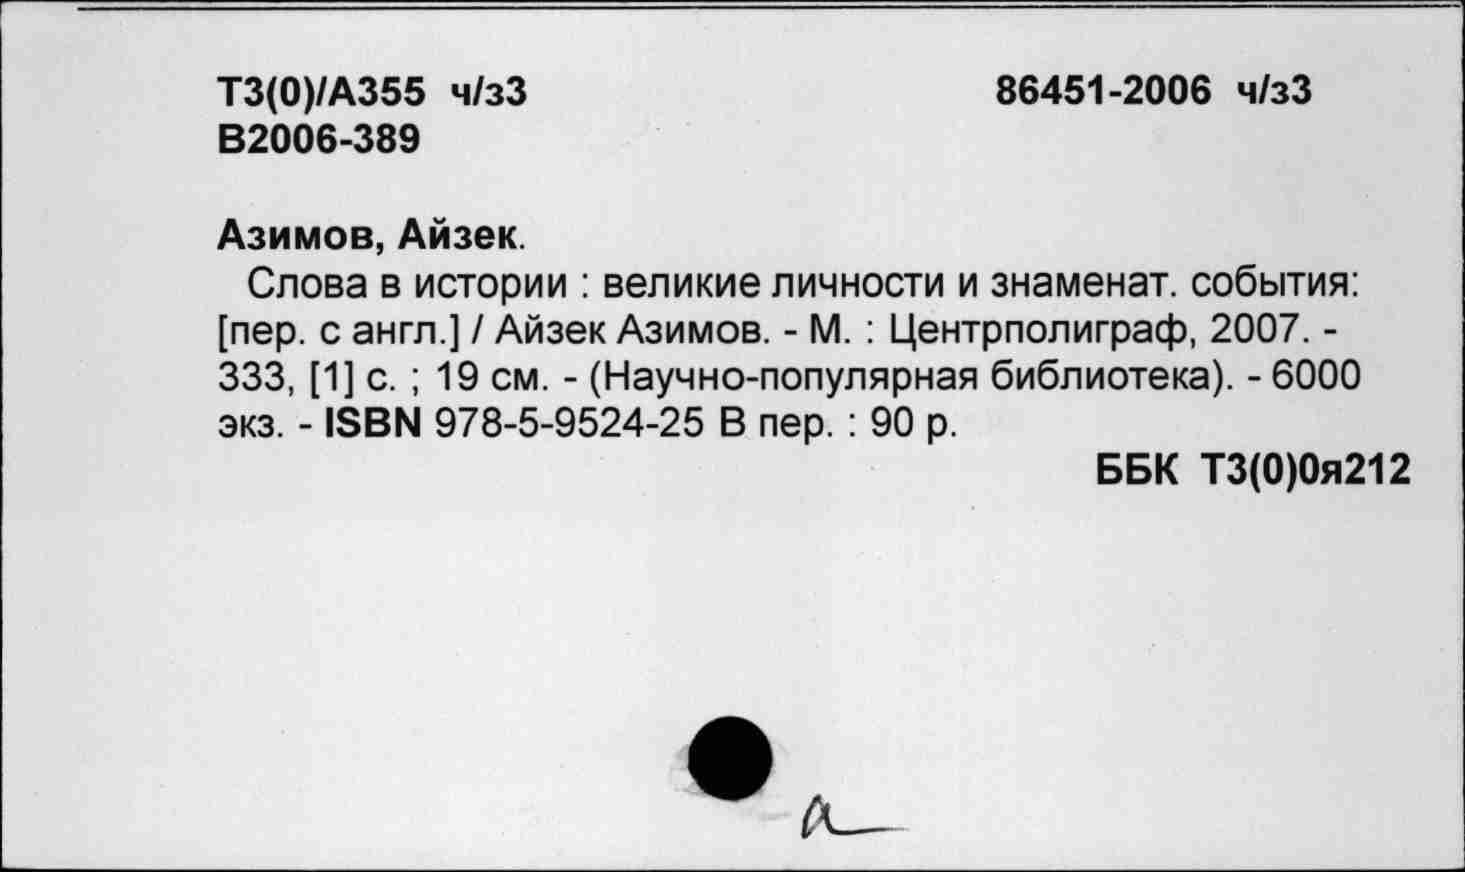 Т3(0)/А355 ч/з3 86451-2006 ч/з3
В2006-389
Азимов, Айзек.
Слова в истории : великие личности и знаменат. события:
[пер. с англ.] / Айзек Азимов. - М. : Центрполиграф, 2007. -
333, [1] с. ; 19 см. - (Научно-популярная библиотека). - 6000
экз. - ISBN 978-5-9524-25 В пер. : 90 р.
ББК Т3(0)0я212
а